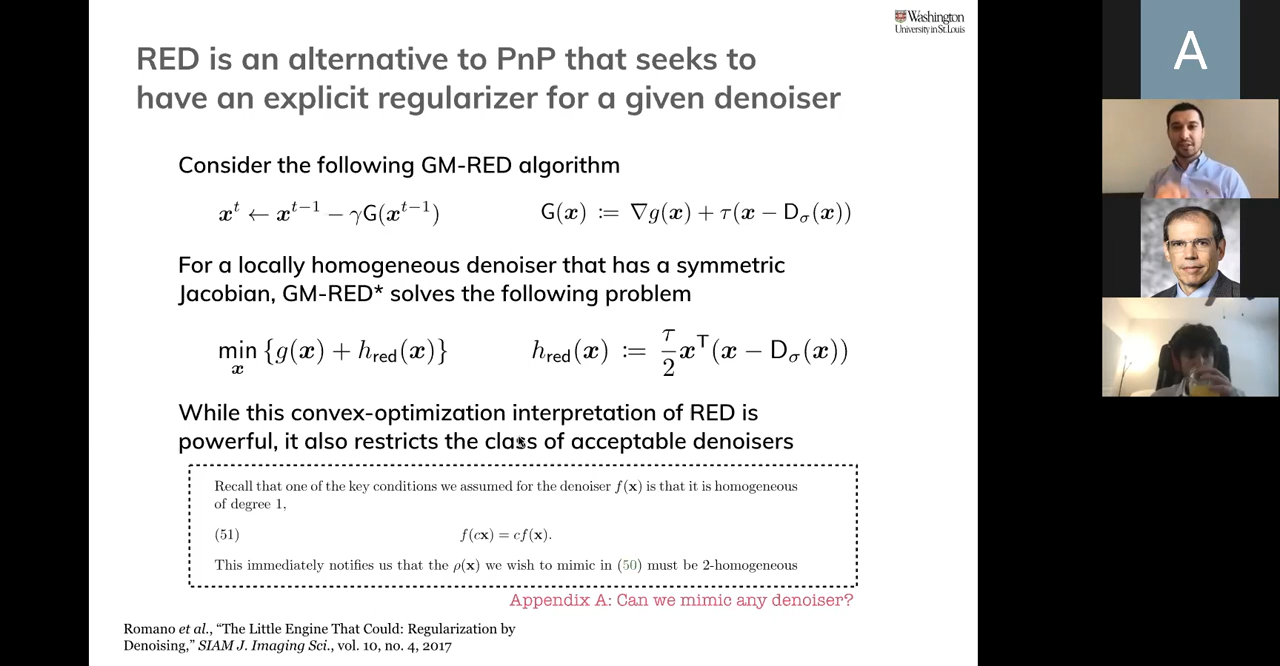 Washington
University in St. Louis
RED is an alternative to PnP that seeks to
have an explicit regularizer for a given denoiser
Consider the following GM-RED algorithm
x^t ← x^{t−1} − γG(x^{t−1})    G(x) := ∇g(x) + τ(x − D_σ(x))
For a locally homogeneous denoiser that has a symmetric
Jacobian, GM-RED* solves the following problem
min_x {g(x) + h_red(x)}    h_red(x) := τ/2 x^T(x − D_σ(x))
While this convex-optimization interpretation of RED is
powerful, it also restricts the class of acceptable denoisers
Recall that one of the key conditions we assumed for the denoiser f(x) is that it is homogeneous
of degree 1,
(51) f(cx) = cf(x).
This immediately notifies us that the ρ(x) we wish to mimic in (50) must be 2-homogeneous
Appendix A: Can we mimic any denoiser?
Romano et al., “The Little Engine That Could: Regularization by
Denoising,” SIAM J. Imaging Sci., vol. 10, no. 4, 2017
A